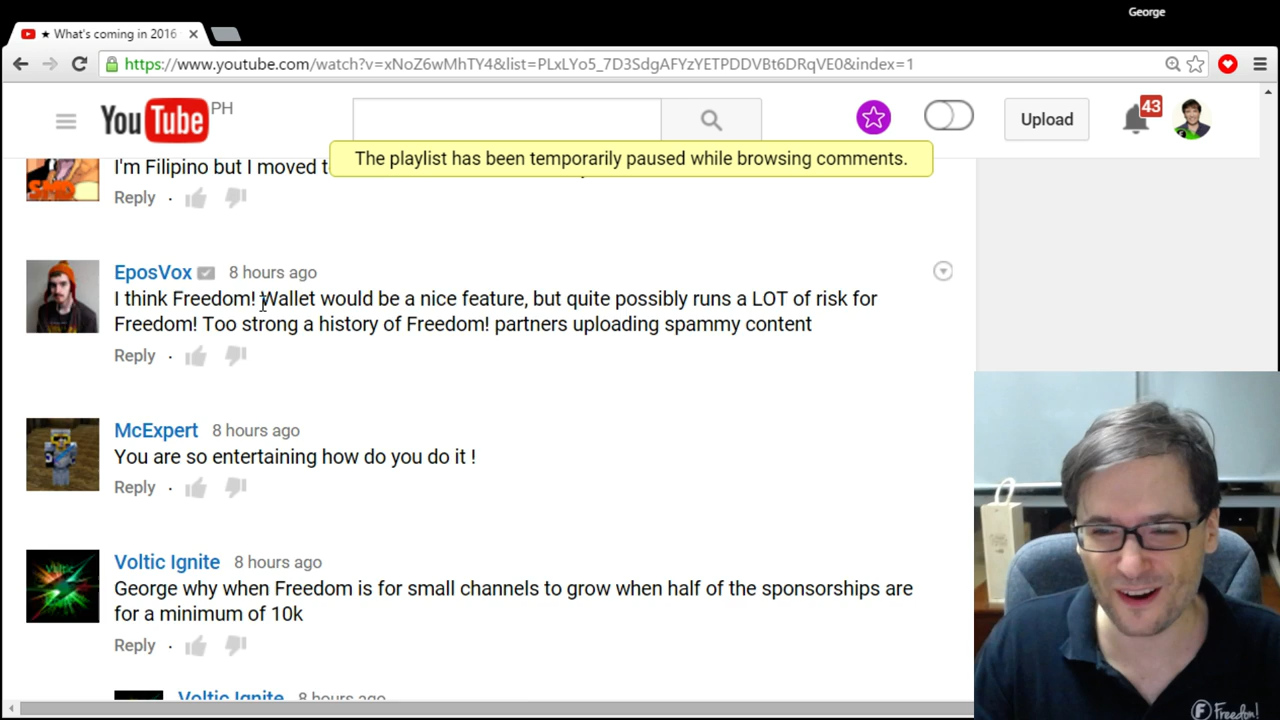 George
★ What's coming in 2016
https://www.youtube.com/watch?v=xNoZ6wMhTY4&list=PLxLYo5_7D3SdgAFYzYETPDDVBt6DRqVE0&index=1
YouTube PH
Upload
43
The playlist has been temporarily paused while browsing comments.
I'm Filipino but I moved t
Reply
EposVox 8 hours ago
I think Freedom! Wallet would be a nice feature, but quite possibly runs a LOT of risk for
Freedom! Too strong a history of Freedom! partners uploading spammy content
Reply
McExpert 8 hours ago
You are so entertaining how do you do it !
Reply
Voltic Ignite 8 hours ago
George why when Freedom is for small channels to grow when half of the sponsorships are
for a minimum of 10k
Reply
Voltic Ignite 8 hours ago
Freedom!